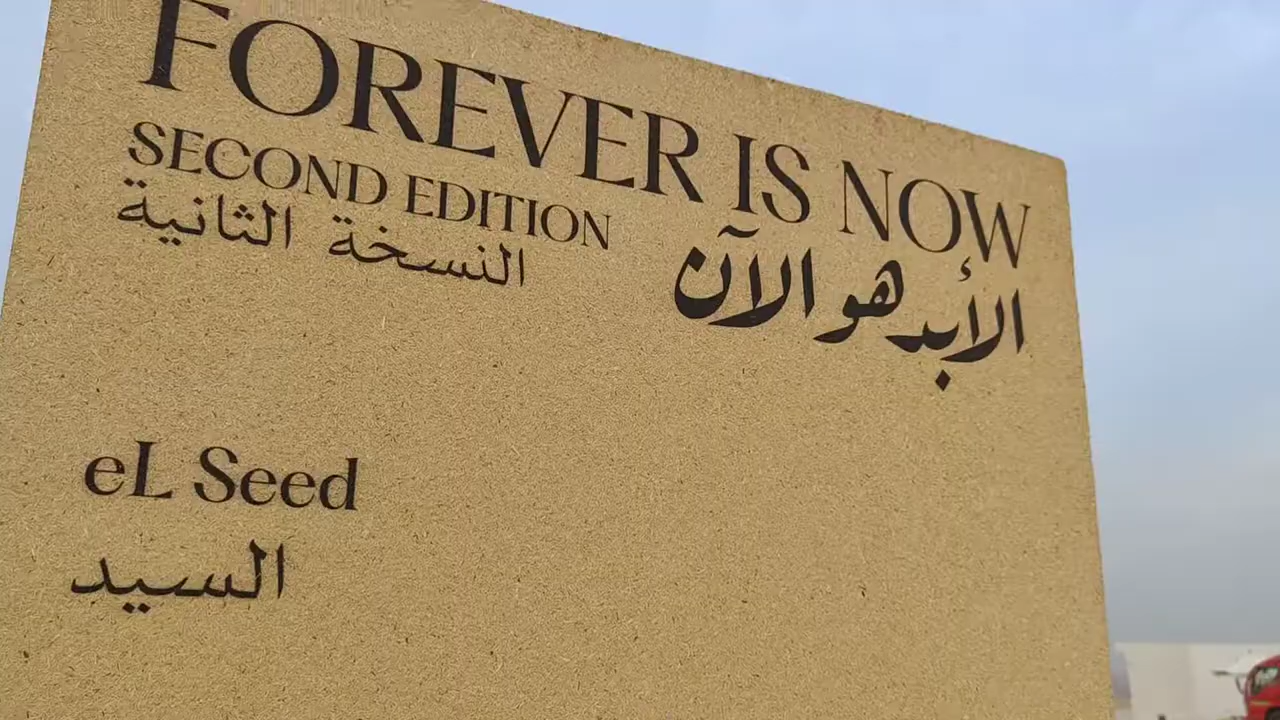 FOREVER IS NOW
SECOND EDITION
النسخة الثانية
الأبد هو الآن
eL Seed
السيد